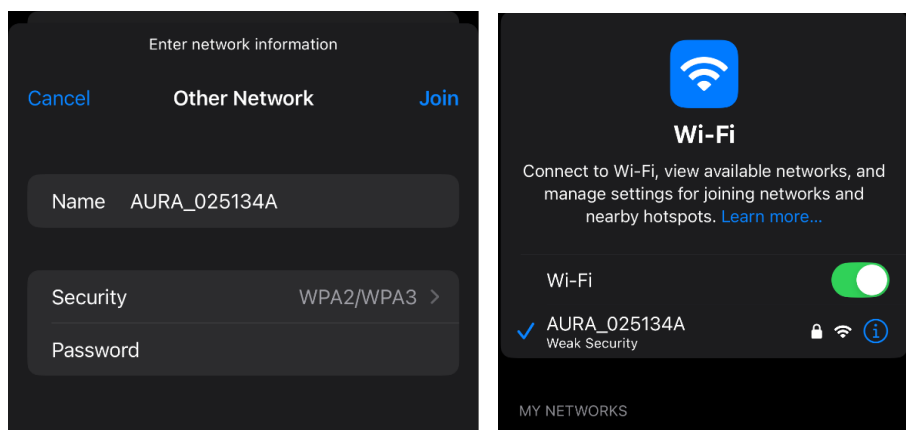 Enter network information
Cancel Other Network Join
Name AURA_025134A
Security WPA2/WPA3 >
Password
Wi-Fi
Connect to Wi-Fi, view available networks, and
manage settings for joining networks and
nearby hotspots. Learn more...
Wi-Fi
AURA_025134A
Weak Security
MY NETWORKS